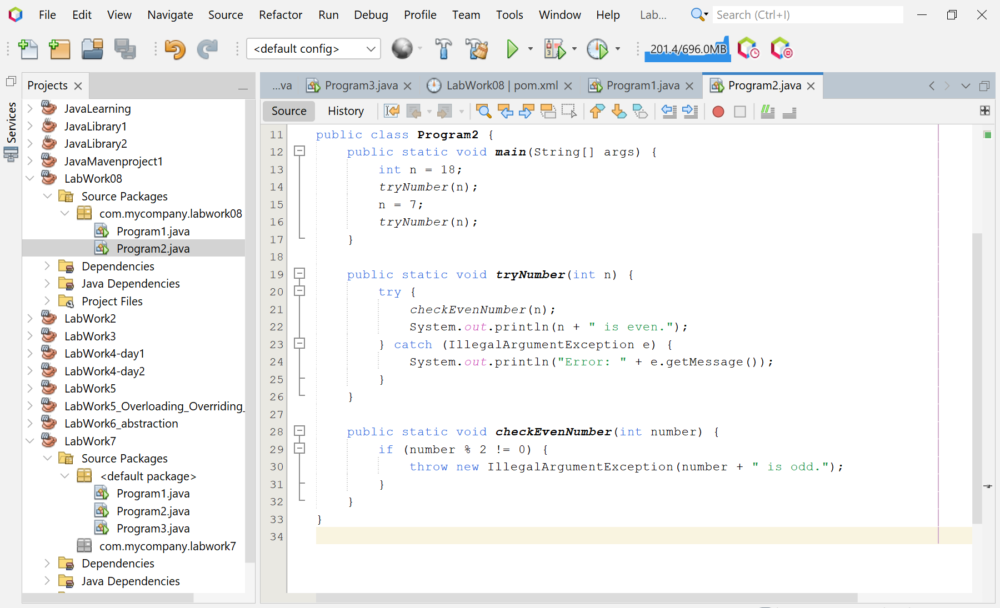 File Edit View Navigate Source Refactor Run Debug Profile Team Tools Window Help Lab... Search (Ctrl+I)
<default config> 201.4/696.0MB
Services
Projects
JavaLearning
JavaLibrary1
JavaLibrary2
JavaMavenproject1
LabWork08
Source Packages
com.mycompany.labwork08
Program1.java
Program2.java
Dependencies
Java Dependencies
Project Files
LabWork2
LabWork3
LabWork4-day1
LabWork4-day2
LabWork5
LabWork5_Overloading_Overriding_
LabWork6_abstraction
LabWork7
Source Packages
<default package>
Program1.java
Program2.java
Program3.java
com.mycompany.labwork7
Dependencies
Java Dependencies
...va Program3.java LabWork08 | pom.xml Program1.java Program2.java
Source History
11 public class Program2 {
12     public static void main(String[] args) {
13         int n = 18;
14         tryNumber(n);
15         n = 7;
16         tryNumber(n);
17     }
18
19     public static void tryNumber(int n) {
20         try {
21             checkEvenNumber(n);
22             System.out.println(n + " is even.");
23         } catch (IllegalArgumentException e) {
24             System.out.println("Error: " + e.getMessage());
25         }
26     }
27
28     public static void checkEvenNumber(int number) {
29         if (number % 2 != 0) {
30             throw new IllegalArgumentException(number + " is odd.");
31         }
32     }
33 }
34